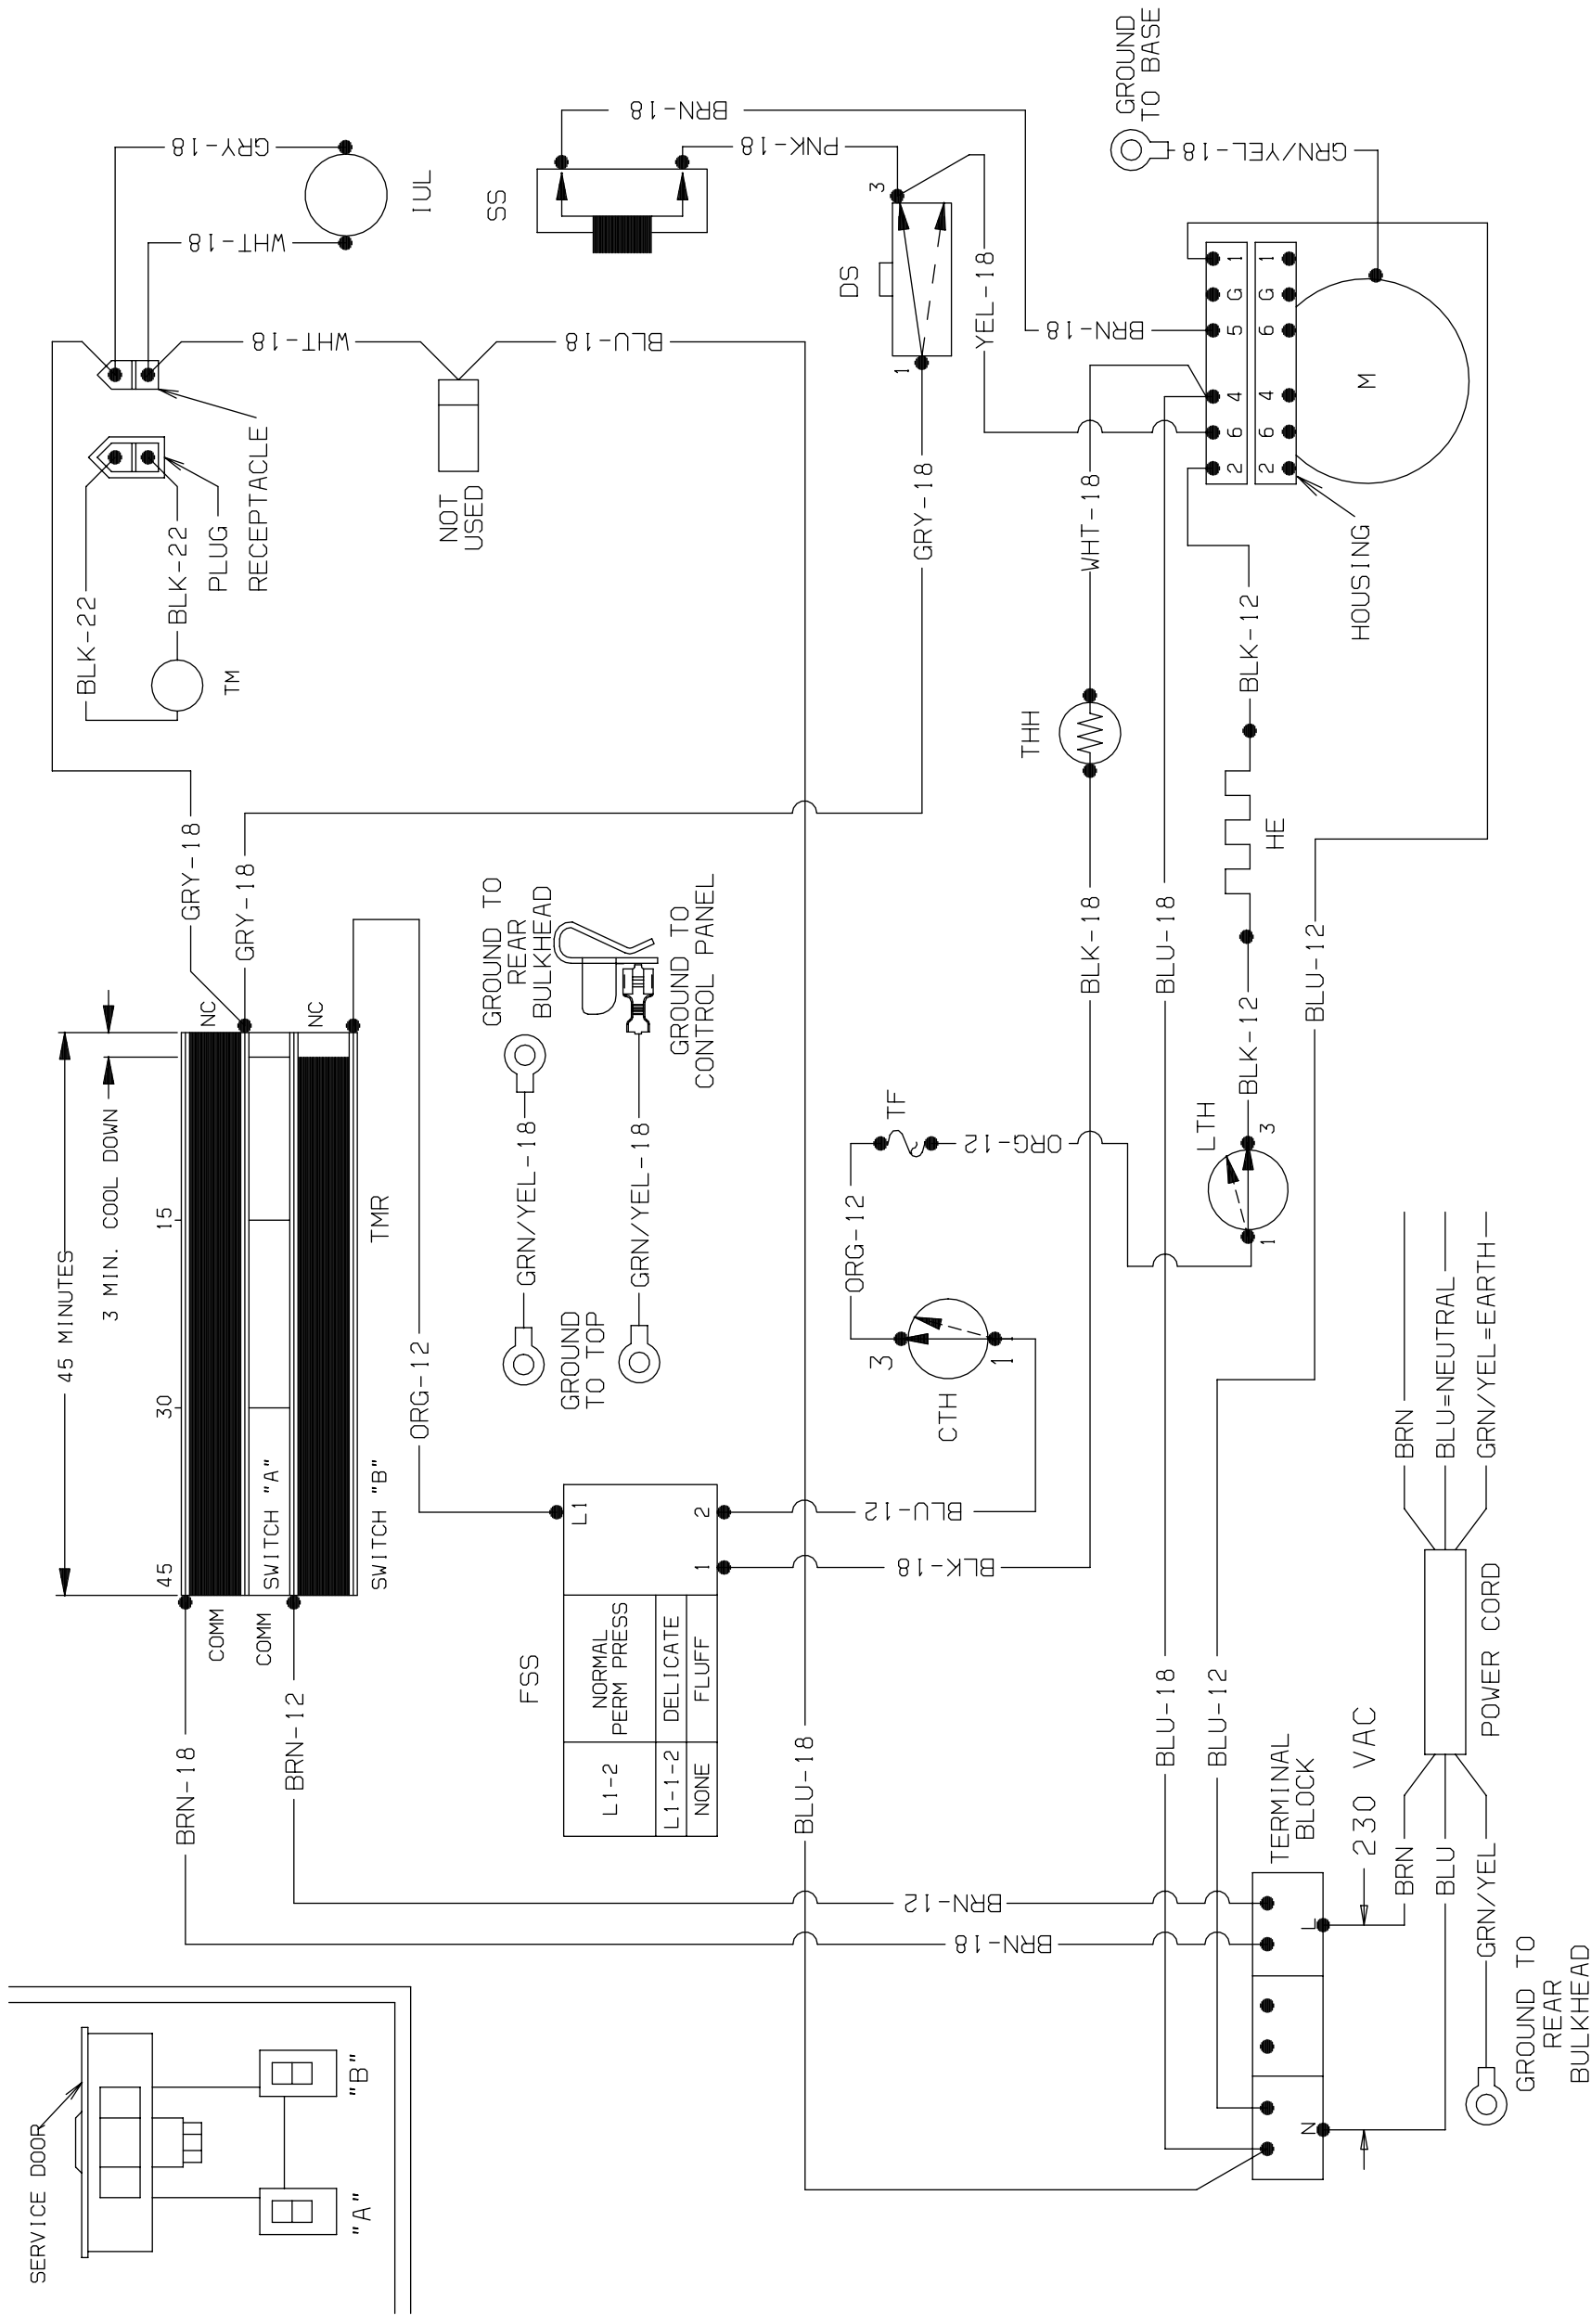 GROUND
TO BASE
GRN/YEL-18
GRY-18
WHT-18
IUL
SS
BRN-18
PNK-18
3
DS
1
YEL-18
BRN-18
WHT-18
BLU-18
NOT
USED
RECEPTACLE
PLUG
BLK-22
BLK-22
TM
GRY-18
WHT-18
1
G
5
4
6
2
1
G
6
4
6
2
M
HOUSING
GRY-18
GRY-18
THH
BLK-12
HE
BLK-18
BLU-18
BLU-12
BLK-12
NC
NC
3 MIN. COOL DOWN
45 MINUTES
15
30
45
TMR
SWITCH "A"
SWITCH "B"
COMM
COMM
GROUND TO
REAR
BULKHEAD
GROUND TO
CONTROL PANEL
GRN/YEL-18
GRN/YEL-18
GROUND
TO TOP
ORG-12
TF
ORG-12
ORG-12
LTH
3
1
3
1
CTH
L1
2
1
BLU-12
BLK-18
FSS
NORMAL
PERM PRESS
DELICATE
FLUFF
L1-2
L1-1-2
NONE
BRN-18
BRN-12
BLU-18
BLU-18
BLU-12
BRN-12
BRN-18
TERMINAL
BLOCK
L
N
230 VAC
BRN
BLU=NEUTRAL
GRN/YEL=EARTH
POWER CORD
BRN
BLU
GRN/YEL
GROUND TO
REAR
BULKHEAD
SERVICE DOOR
"B"
"A"